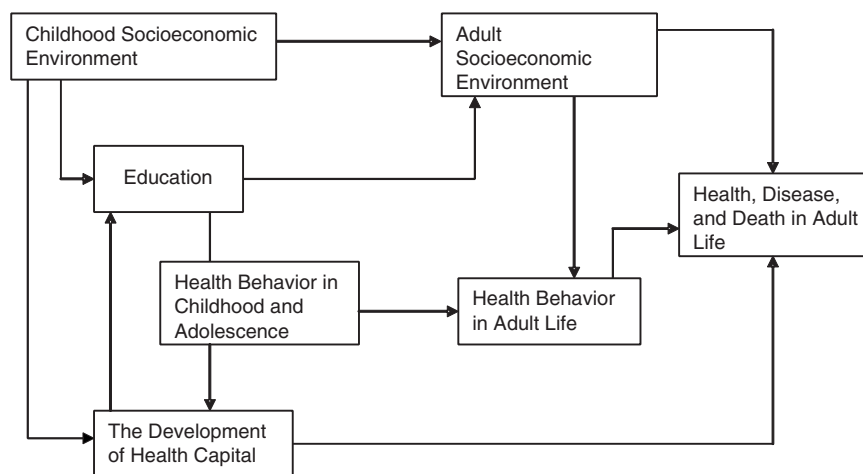 Childhood Socioeconomic
Environment
Adult
Socioeconomic
Environment
Education
Health, Disease,
and Death in Adult
Life
Health Behavior in
Childhood and
Adolescence
Health Behavior
in Adult Life
The Development
of Health Capital